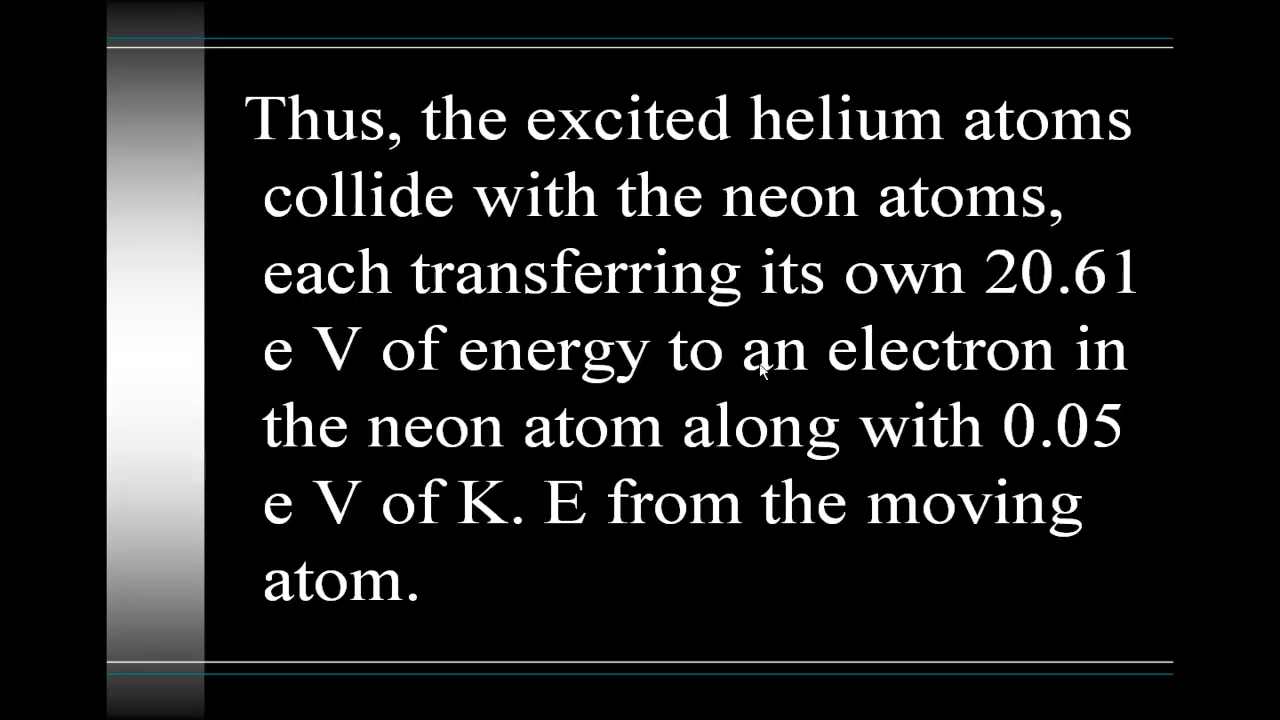 Thus, the excited helium atoms
collide with the neon atoms,
each transferring its own 20.61
e V of energy to an electron in
the neon atom along with 0.05
e V of K. E from the moving
atom.